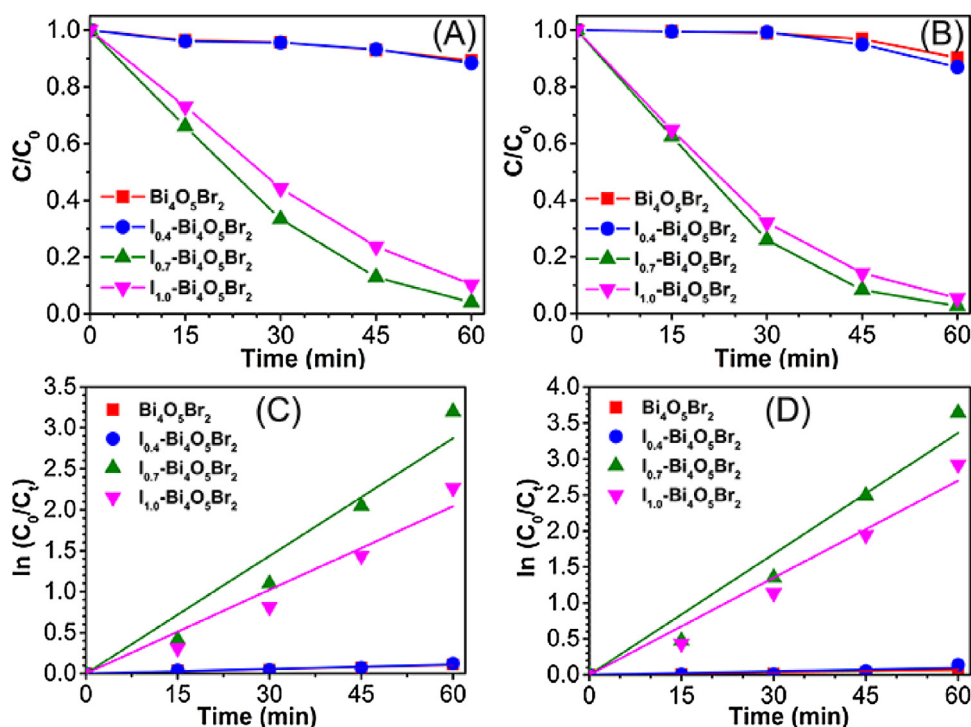 (A)
C/C0
1.0
0.8
0.6
0.4
0.2
0.0
Bi4O5Br2
I0.4-Bi4O5Br2
I0.7-Bi4O5Br2
I1.0-Bi4O5Br2
0 15 30 45 60
Time (min)
(B)
C/C0
1.0
0.8
0.6
0.4
0.2
0.0
Bi4O5Br2
I0.4-Bi4O5Br2
I0.7-Bi4O5Br2
I1.0-Bi4O5Br2
0 15 30 45 60
Time (min)
(C)
ln (C0/Ct)
3.5
3.0
2.5
2.0
1.5
1.0
0.5
0.0
Bi4O5Br2
I0.4-Bi4O5Br2
I0.7-Bi4O5Br2
I1.0-Bi4O5Br2
0 15 30 45 60
Time (min)
(D)
ln (C0/Ct)
4.0
3.5
3.0
2.5
2.0
1.5
1.0
0.5
0.0
Bi4O5Br2
I0.4-Bi4O5Br2
I0.7-Bi4O5Br2
I1.0-Bi4O5Br2
0 15 30 45 60
Time (min)